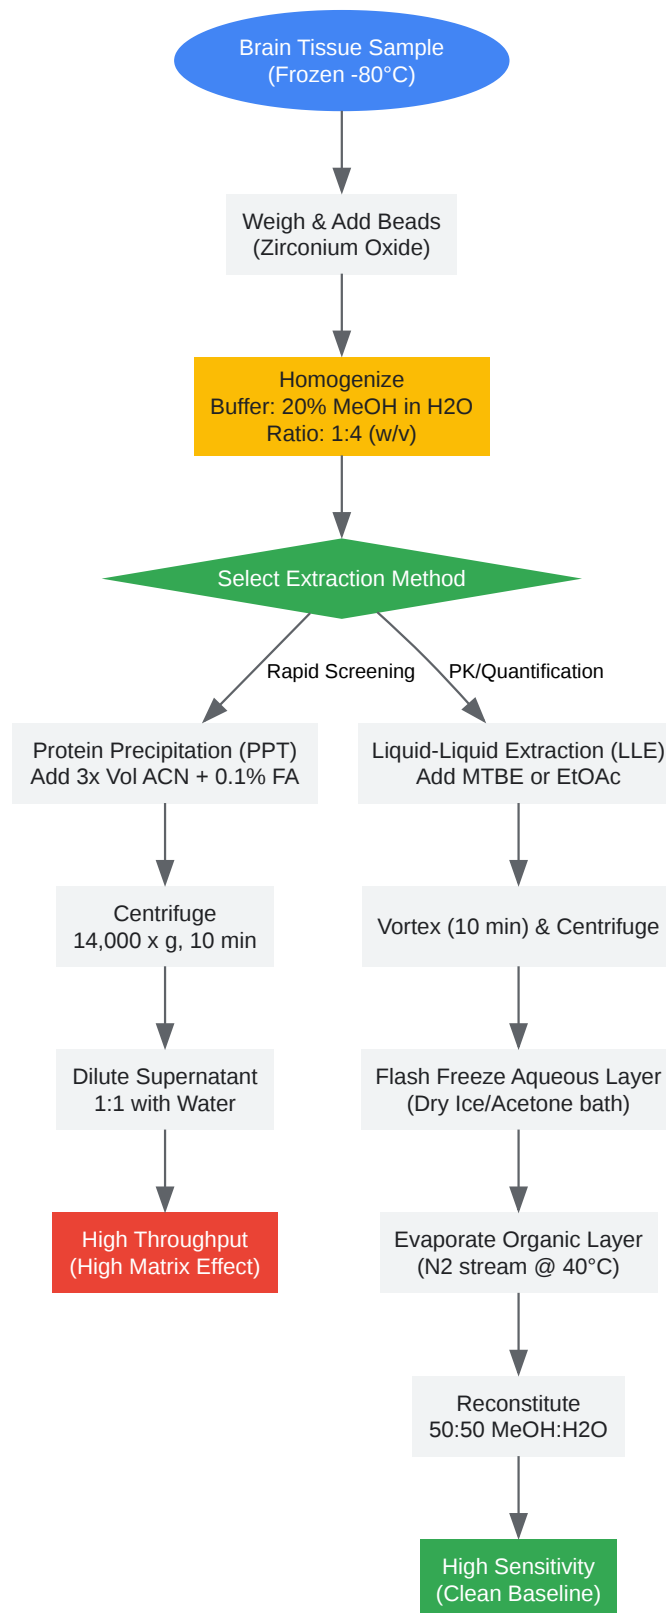 Brain Tissue Sample
(Frozen -80°C)
Weigh & Add Beads
(Zirconium Oxide)
Homogenize
Buffer: 20% MeOH in H2O
Ratio: 1:4 (w/v)
Select Extraction Method
Rapid Screening
PK/Quantification
Protein Precipitation (PPT)
Add 3x Vol ACN + 0.1% FA
Liquid-Liquid Extraction (LLE)
Add MTBE or EtOAc
Centrifuge
14,000 x g, 10 min
Vortex (10 min) & Centrifuge
Dilute Supernatant
1:1 with Water
Flash Freeze Aqueous Layer
(Dry Ice/Acetone bath)
High Throughput
(High Matrix Effect)
Evaporate Organic Layer
(N2 stream @ 40°C)
Reconstitute
50:50 MeOH:H2O
High Sensitivity
(Clean Baseline)